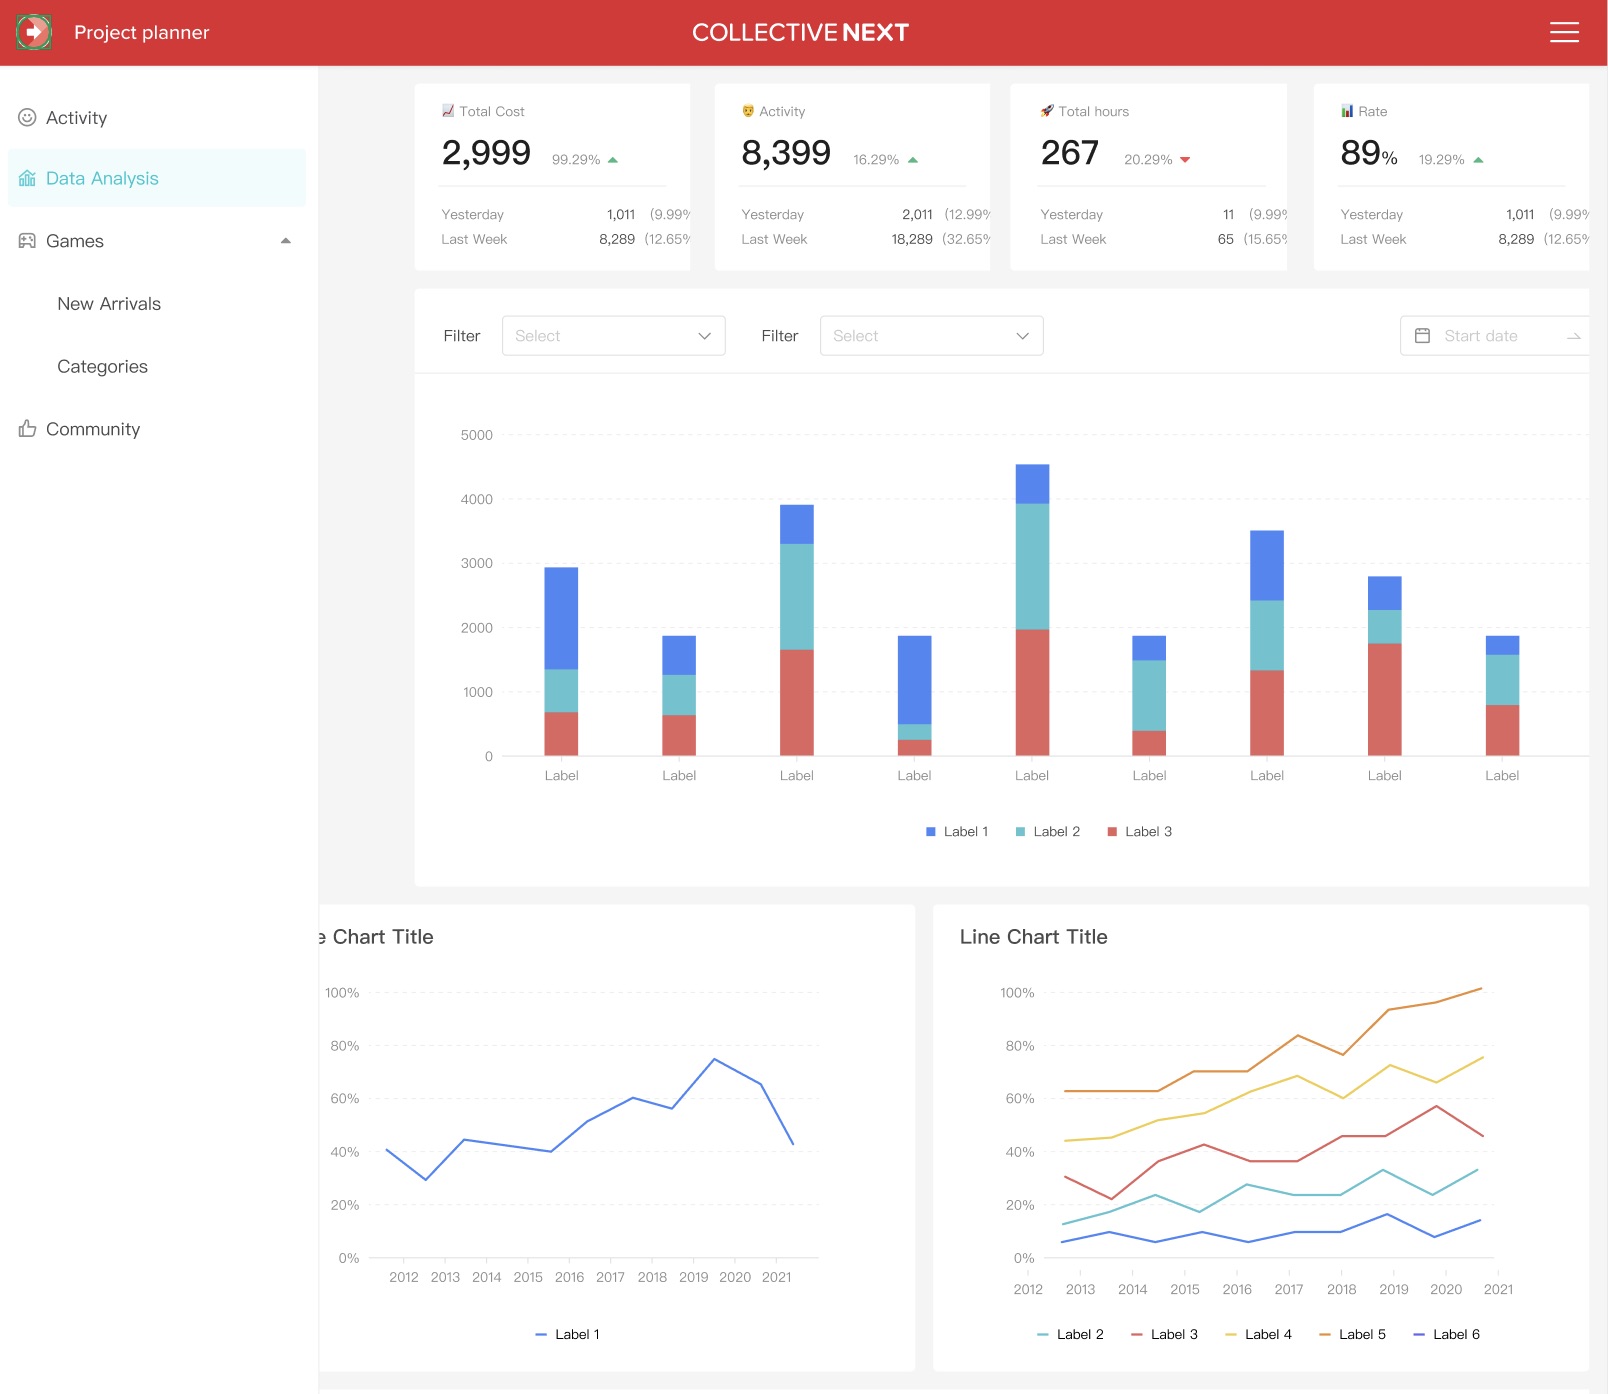 Project planner
COLLECTIVE NEXT
Activity
Data Analysis
Games
New Arrivals
Categories
Community
Total Cost
2,999 99.29%
Yesterday 1,011 (9.99%
Last Week 8,289 (12.65%
Activity
8,399 16.29%
Yesterday 2,011 (12.99%
Last Week 18,289 (32.65%
Total hours
267 20.29%
Yesterday 11 (9.99%
Last Week 65 (15.65%
Rate
89% 19.29%
Yesterday 1,011 (9.99%
Last Week 8,289 (12.65%
Filter Select Filter Select Start date
5000
4000
3000
2000
1000
0
Label Label Label Label Label Label Label Label Label
Label 1 Label 2 Label 3
e Chart Title
100%
80%
60%
40%
20%
0%
2012 2013 2014 2015 2016 2017 2018 2019 2020 2021
Label 1
Line Chart Title
100%
80%
60%
40%
20%
0%
2012 2013 2014 2015 2016 2017 2018 2019 2020 2021
Label 2 Label 3 Label 4 Label 5 Label 6